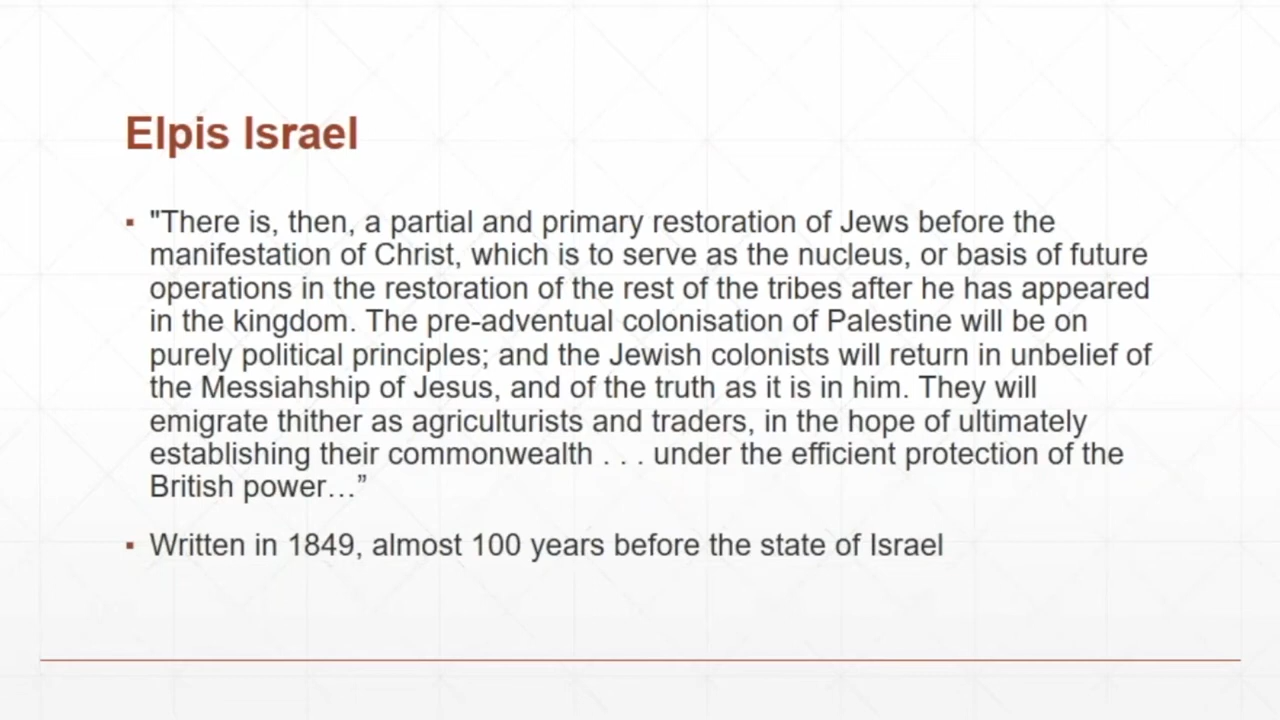 Elpis Israel
▪ "There is, then, a partial and primary restoration of Jews before the
manifestation of Christ, which is to serve as the nucleus, or basis of future
operations in the restoration of the rest of the tribes after he has appeared
in the kingdom. The pre-adventual colonisation of Palestine will be on
purely political principles; and the Jewish colonists will return in unbelief of
the Messiahship of Jesus, and of the truth as it is in him. They will
emigrate thither as agriculturists and traders, in the hope of ultimately
establishing their commonwealth . . . under the efficient protection of the
British power…”
▪ Written in 1849, almost 100 years before the state of Israel